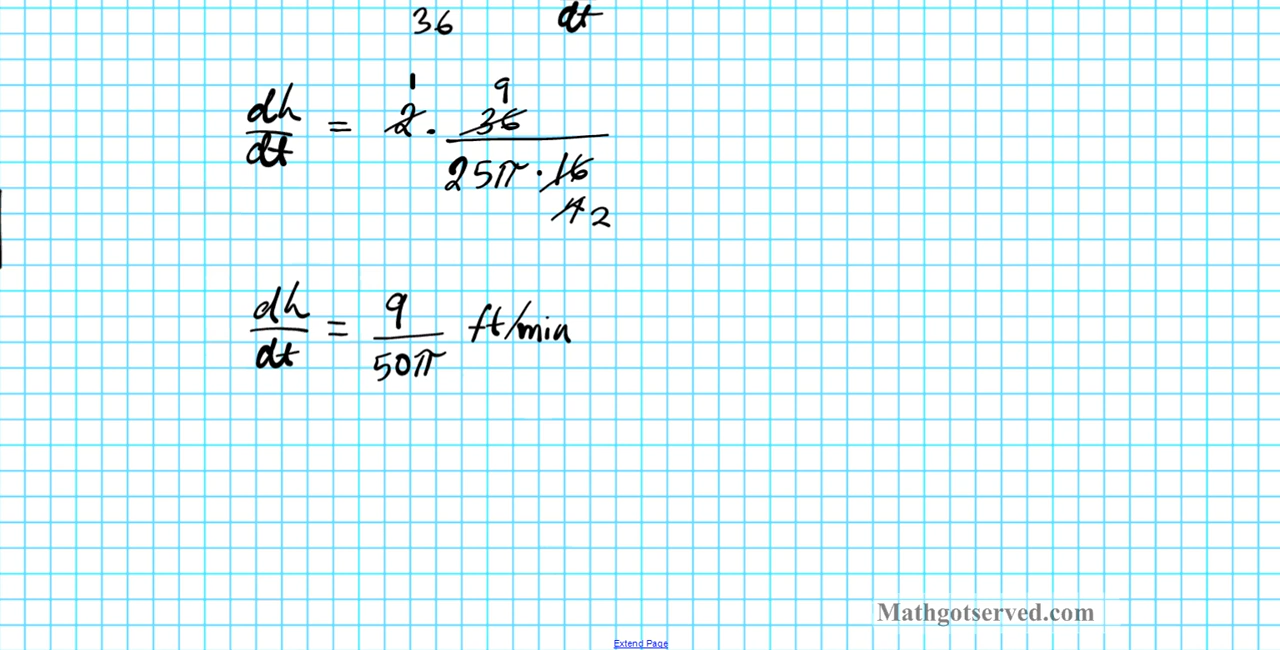 36 dt
dh/dt = 2 · 36/(25π · 16) 1 9 4 2
dh/dt = 9/50π ft/min
Mathgotserved.com
Extend Page